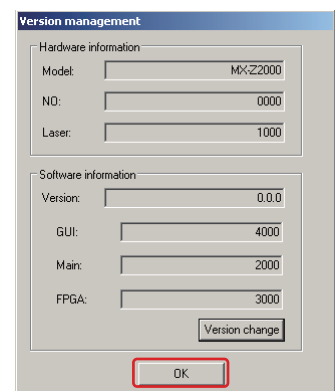 Version management
Hardware information
Model: MX-Z2000
NO: 0000
Laser: 1000
Software information
Version: 0.0.0
GUI: 4000
Main: 2000
FPGA: 3000
Version change
OK